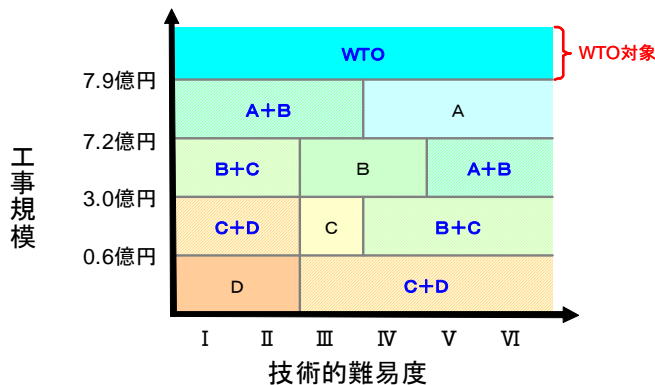 WTO
WTO対象
7.9億円
A+B
A
7.2億円
B+C
B
A+B
工事規模
3.0億円
C+D
C
B+C
0.6億円
D
C+D
Ⅰ Ⅱ Ⅲ Ⅳ Ⅴ Ⅵ
技術的難易度